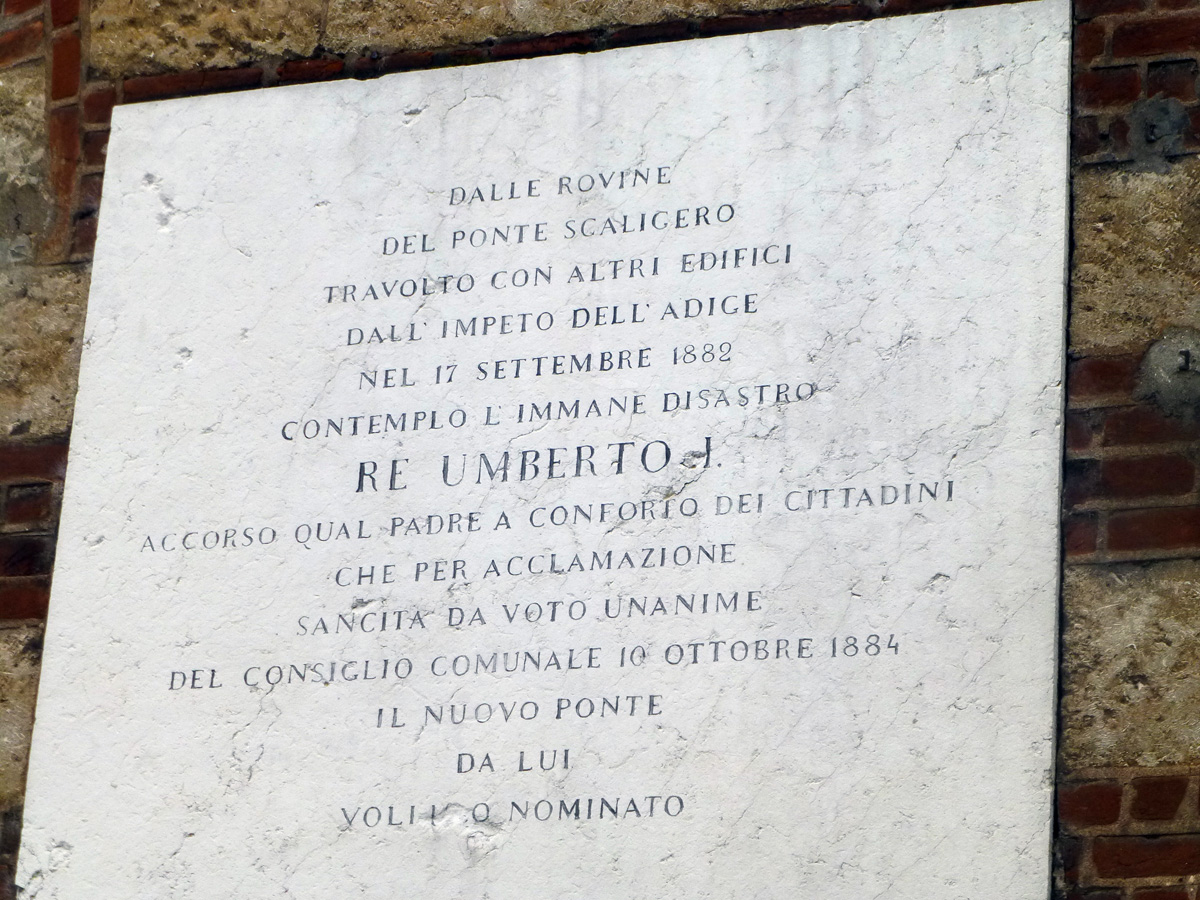 DALLE ROVINE
DEL PONTE SCALIGERO
TRAVOLTO CON ALTRI EDIFICI
DALL' IMPETO DELL' ADIGE
NEL 17 SETTEMBRE 1882
CONTEMPLO L' IMMANE DISASTRO
RE UMBERTO I.
ACCORSO QUAL PADRE A CONFORTO DEI CITTADINI
CHE PER ACCLAMAZIONE
SANCITA DA VOTO UNANIME
DEL CONSIGLIO COMUNALE 10 OTTOBRE 1884
IL NUOVO PONTE
DA LUI
NOMINATO